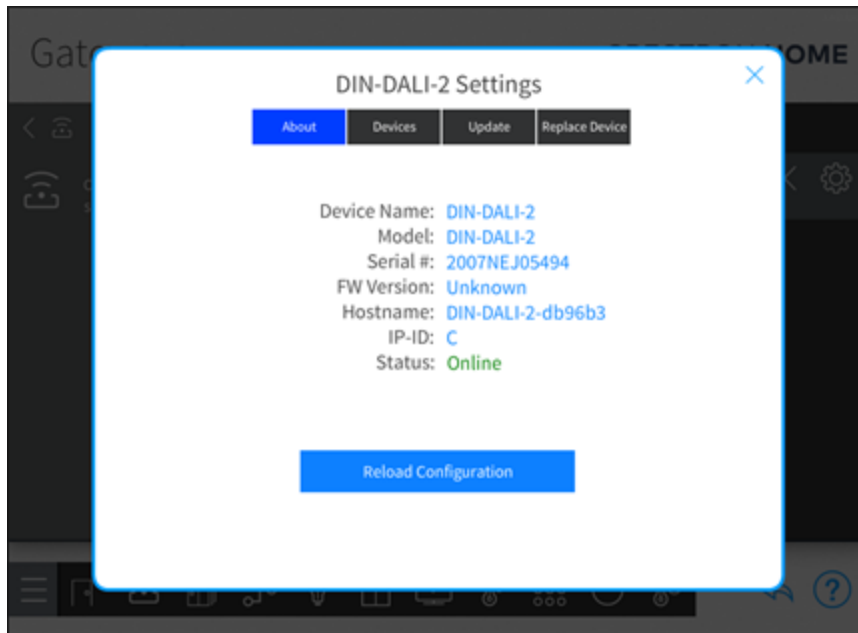 DIN-DALI-2 Settings
About Devices Update Replace Device
Device Name: DIN-DALI-2
Model: DIN-DALI-2
Serial #: 2007NEJ05494
FW Version: Unknown
Hostname: DIN-DALI-2-db96b3
IP-ID: C
Status: Online
Reload Configuration
?